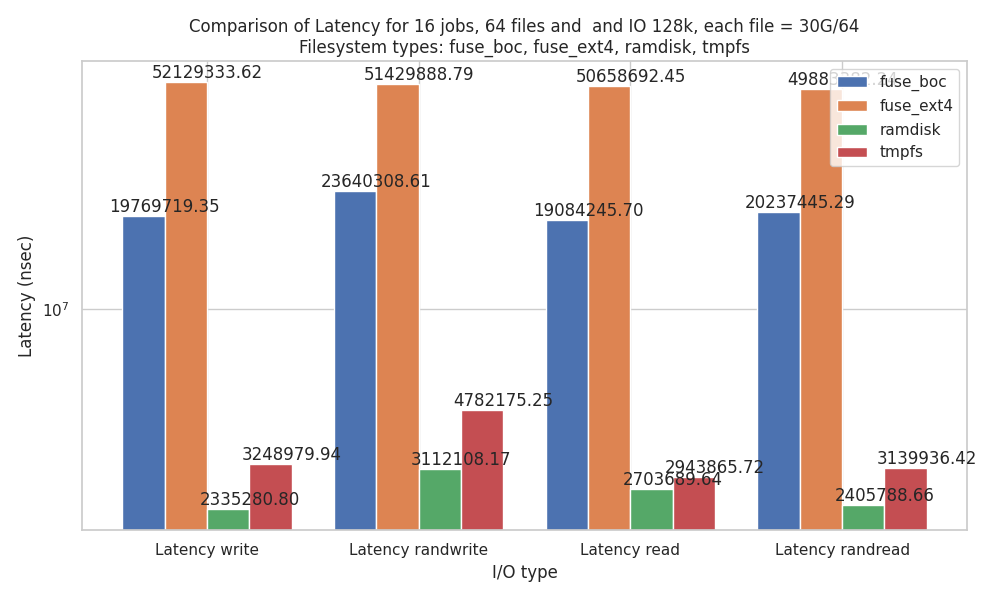 Comparison of Latency for 16 jobs, 64 files and  and IO 128k, each file = 30G/64
Filesystem types: fuse_boc, fuse_ext4, ramdisk, tmpfs
52129333.62
51429888.79
50658692.45
fuse_boc
fuse_ext4
ramdisk
tmpfs
19769719.35
23640308.61
19084245.70
20237445.29
Latency (nsec)
10^7
3248979.94
4782175.25
2943865.72
3139936.42
2335280.80
3112108.17
2703689.64
2405788.66
Latency write
Latency randwrite
Latency read
Latency randread
I/O type